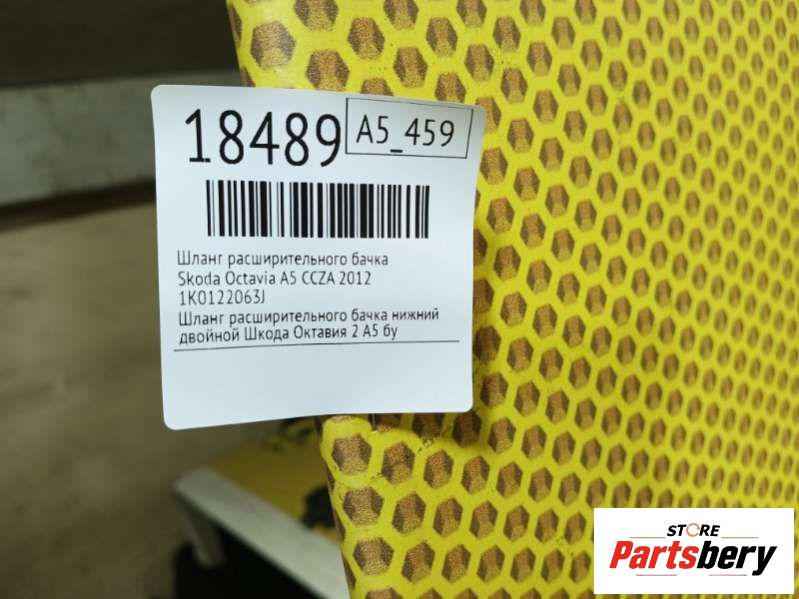 18489
A5_459
Шланг расширительного бачка
Skoda Octavia A5 CCZA 2012
1K0122063J
Шланг расширительного бачка нижний
двойной Шкода Октавия 2 А5 бу
STORE
Partsbery